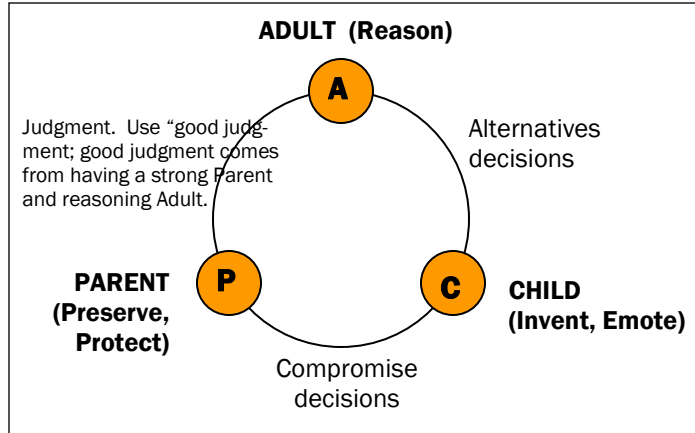 ADULT (Reason)
A
Judgment. Use “good judg-
ment; good judgment comes
from having a strong Parent
and reasoning Adult.
Alternatives
decisions
PARENT
(Preserve,
Protect)
P
C
CHILD
(Invent, Emote)
Compromise
decisions